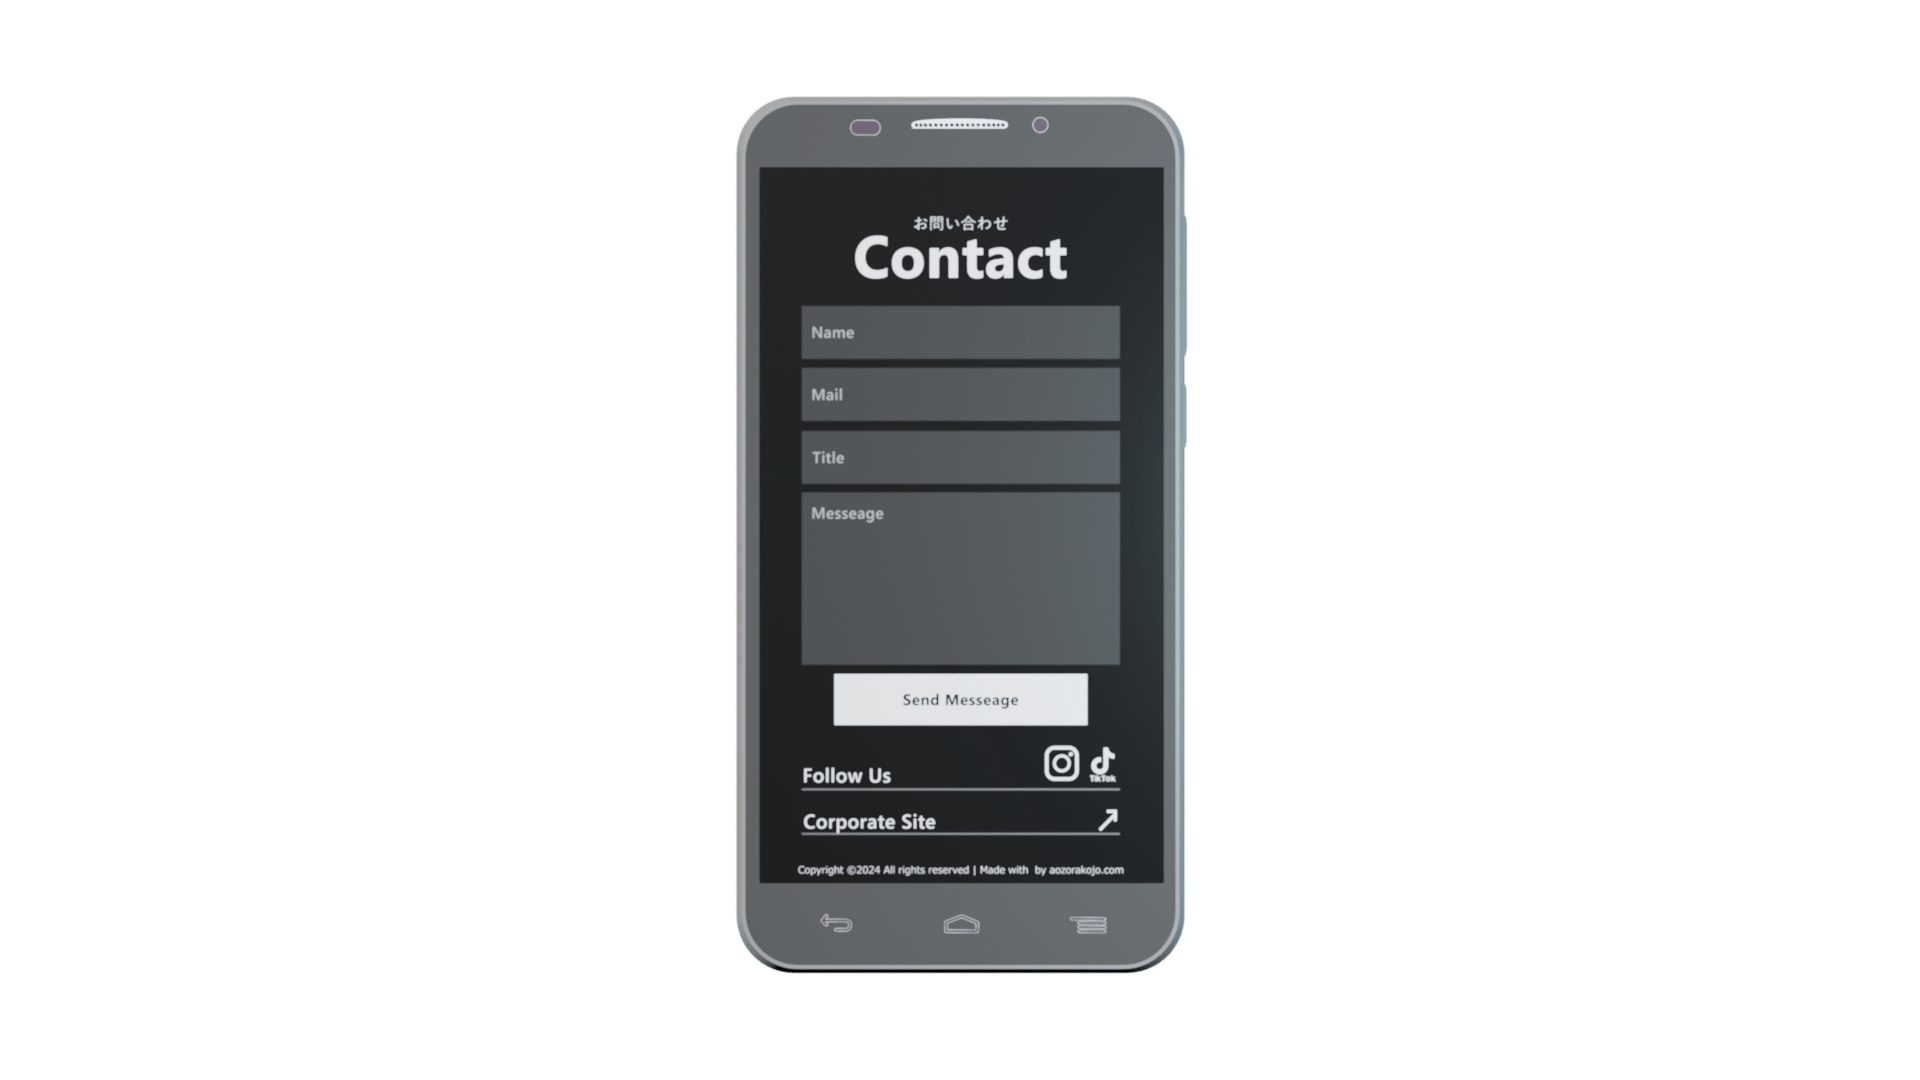 お問い合わせ
Contact
Name
Mail
Title
Messeage
Send Messeage
Follow Us
TikTok
Corporate Site
Copyright ©2024 All rights reserved | Made with by aozorakojo.com